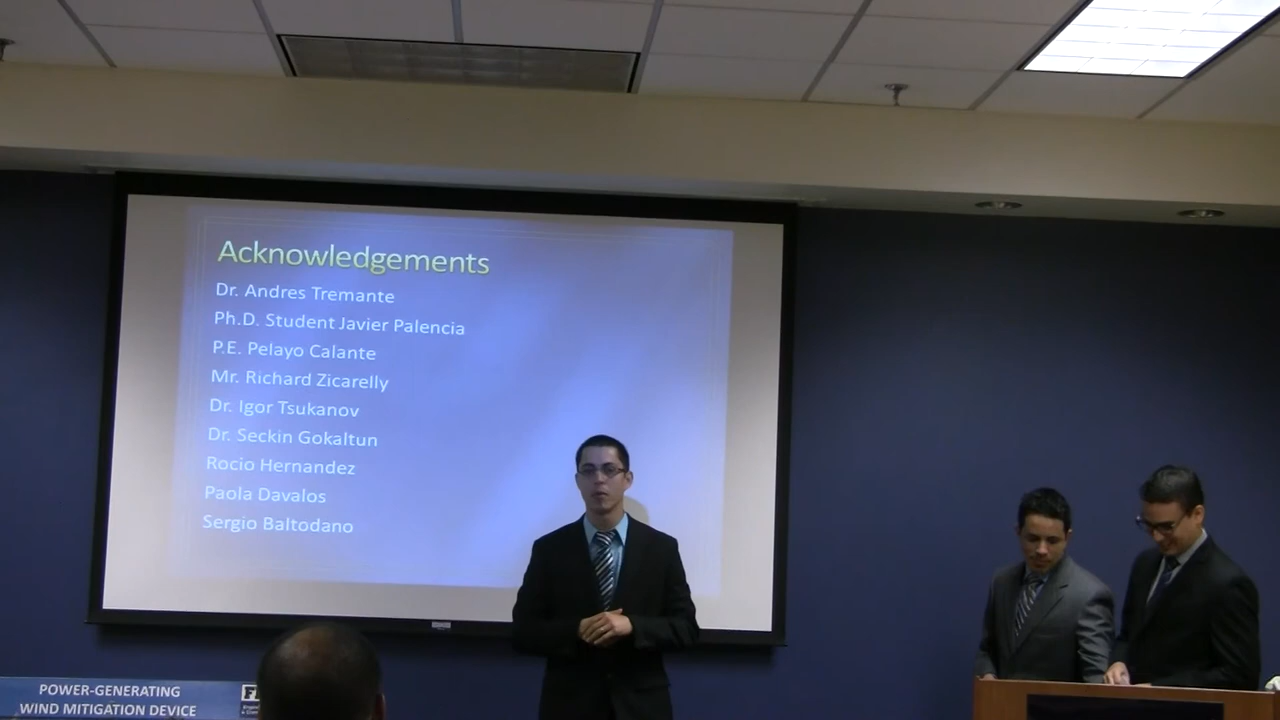 Acknowledgements
Dr. Andres Tremante
Ph.D. Student Javier Palencia
P.E. Pelayo Calante
Mr. Richard Zicarelly
Dr. Igor Tsukanov
Dr. Seckin Gokaltun
Rocio Hernandez
Paola Davalos
Sergio Baltodano
POWER-GENERATING
WIND MITIGATION DEVICE